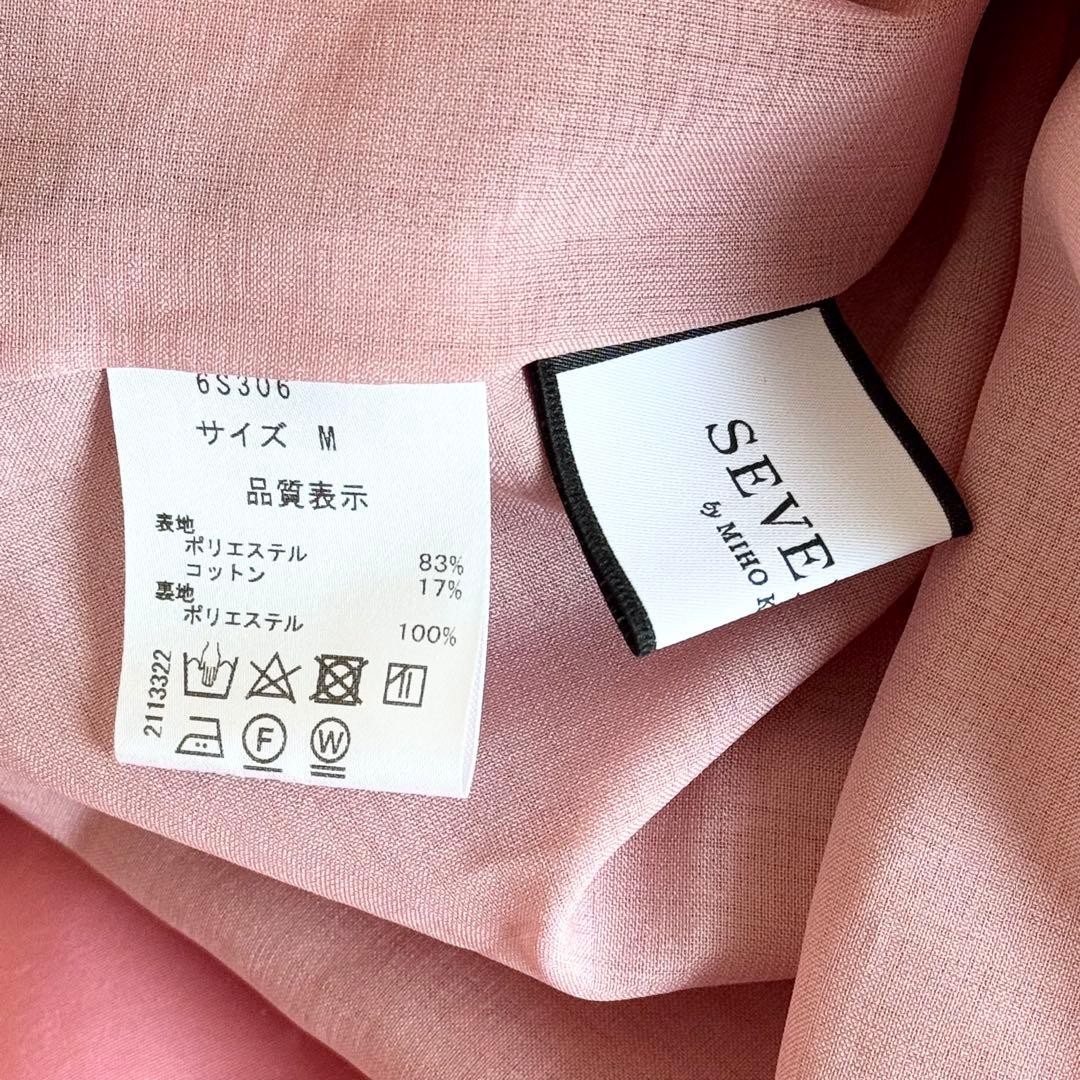 6S306
サイズ M
品質表示
表地
ポリエステル 83%
コットン 17%
裏地
ポリエステル 100%
2113322
F
W
SEVE
by MIHO K